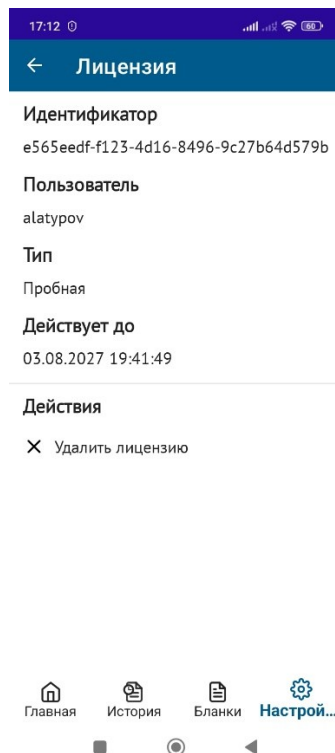 17:12
60
Лицензия
Идентификатор
e565eedf-f123-4d16-8496-9c27b64d579b
Пользователь
alatypov
Тип
Пробная
Действует до
03.08.2027 19:41:49
Действия
Удалить лицензию
Главная История Бланки Настрой...